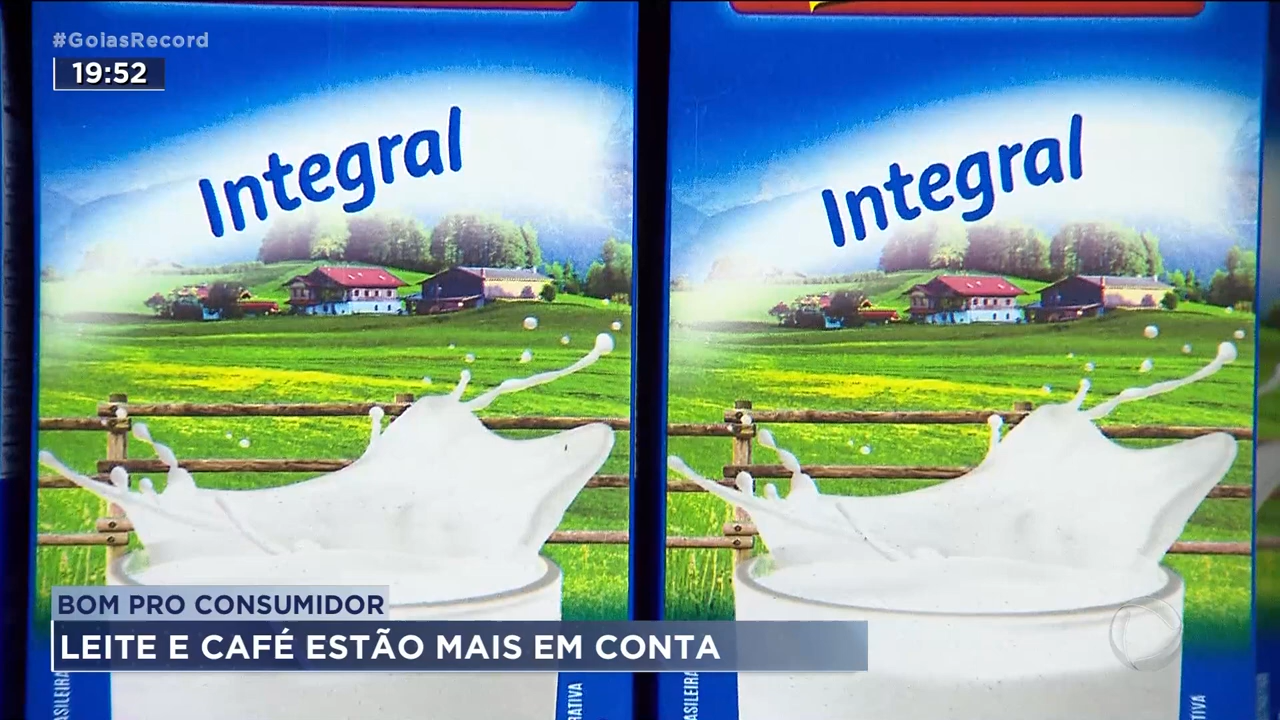 #GoiasRecord
19:52
Integral
Integral
BOM PRO CONSUMIDOR
LEITE E CAFÉ ESTÃO MAIS EM CONTA